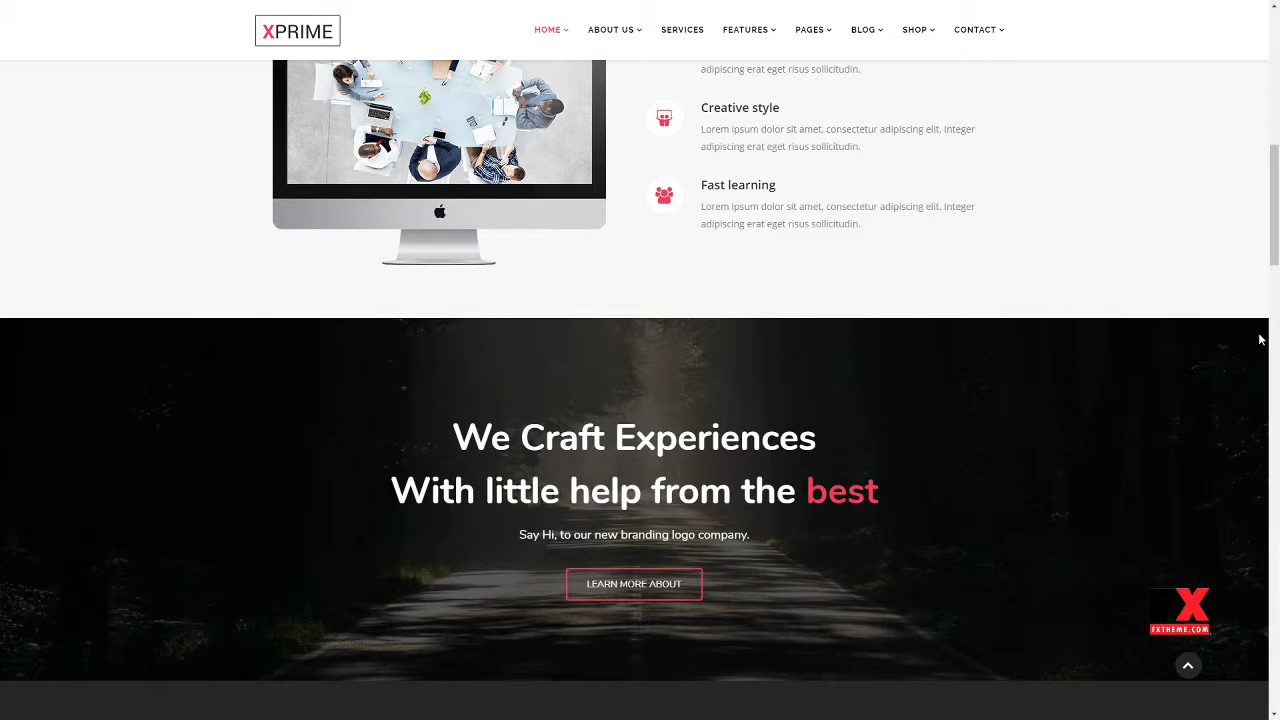 XPRIME
HOME ABOUT US SERVICES FEATURES PAGES BLOG SHOP CONTACT
adipiscing erat eget risus sollicitudin.
Creative style
Lorem ipsum dolor sit amet, consectetur adipiscing elit. Integer
adipiscing erat eget risus sollicitudin.
Fast learning
Lorem ipsum dolor sit amet, consectetur adipiscing elit. Integer
adipiscing erat eget risus sollicitudin.
We Craft Experiences
With little help from the best
Say Hi, to our new branding logo company.
LEARN MORE ABOUT
X
FXTHEME.COM